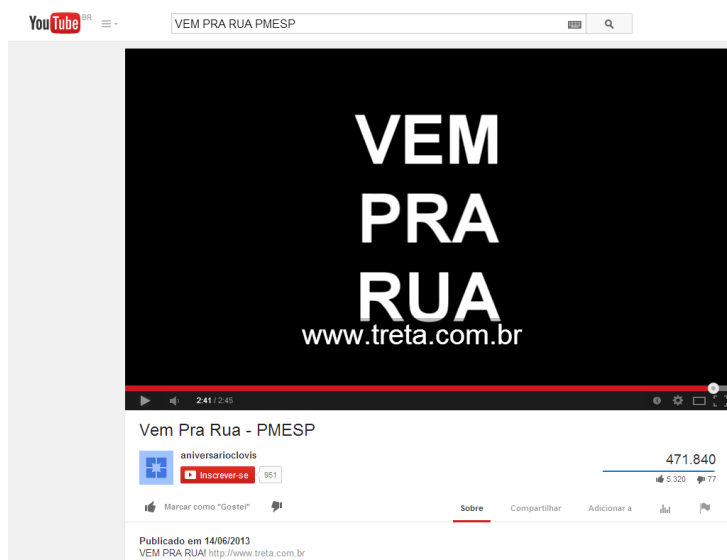 YouTube BR
VEM PRA RUA PMESP
VEM
PRA
RUA
www.treta.com.br
2:41 / 2:45
Vem Pra Rua - PMESP
aniversarioclovis
Inscrever-se 951
471.840
5.320 77
Marcar como "Gostei"
Sobre Compartilhar Adicionar a
Publicado em 14/06/2013
VEM PRA RUA! http://www.treta.com.br